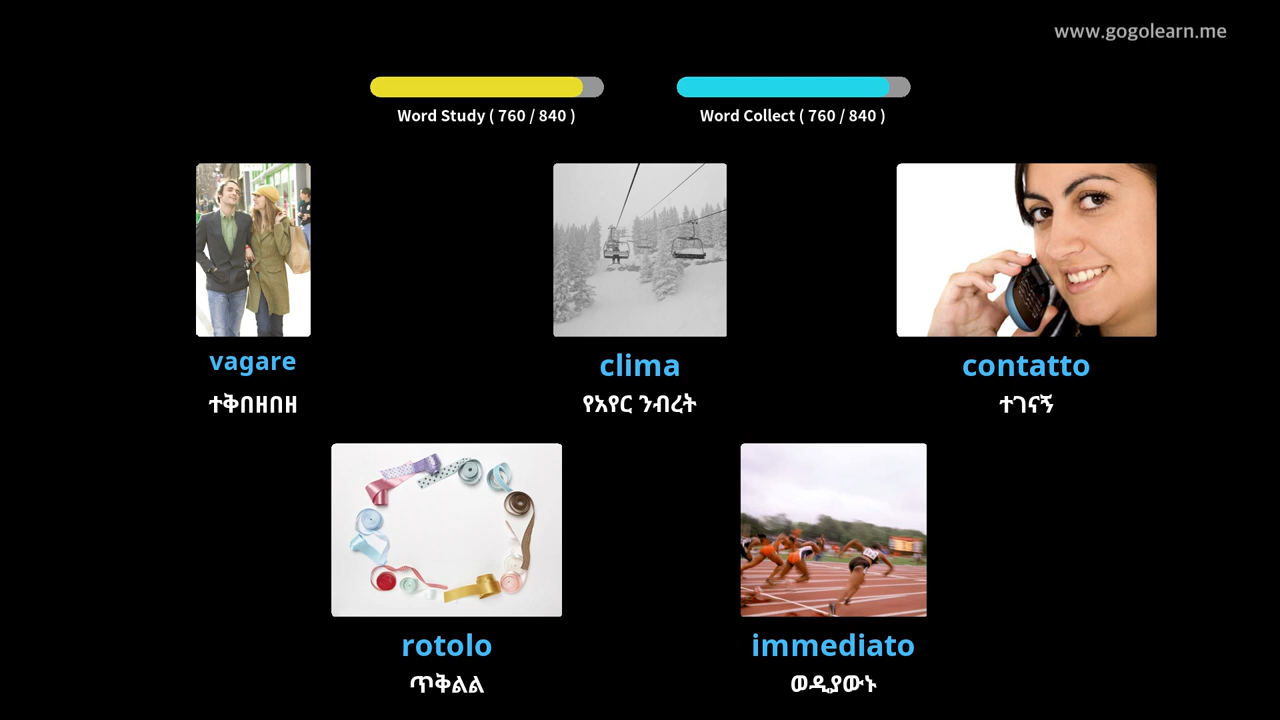 www.gogolearn.me
Word Study ( 760 / 840 )
Word Collect ( 760 / 840 )
vagare
ተቅበዘበዘ
clima
የአየር ንብረት
contatto
ተገናኝ
rotolo
ጥቅልል
immediato
ወዲያውኑ